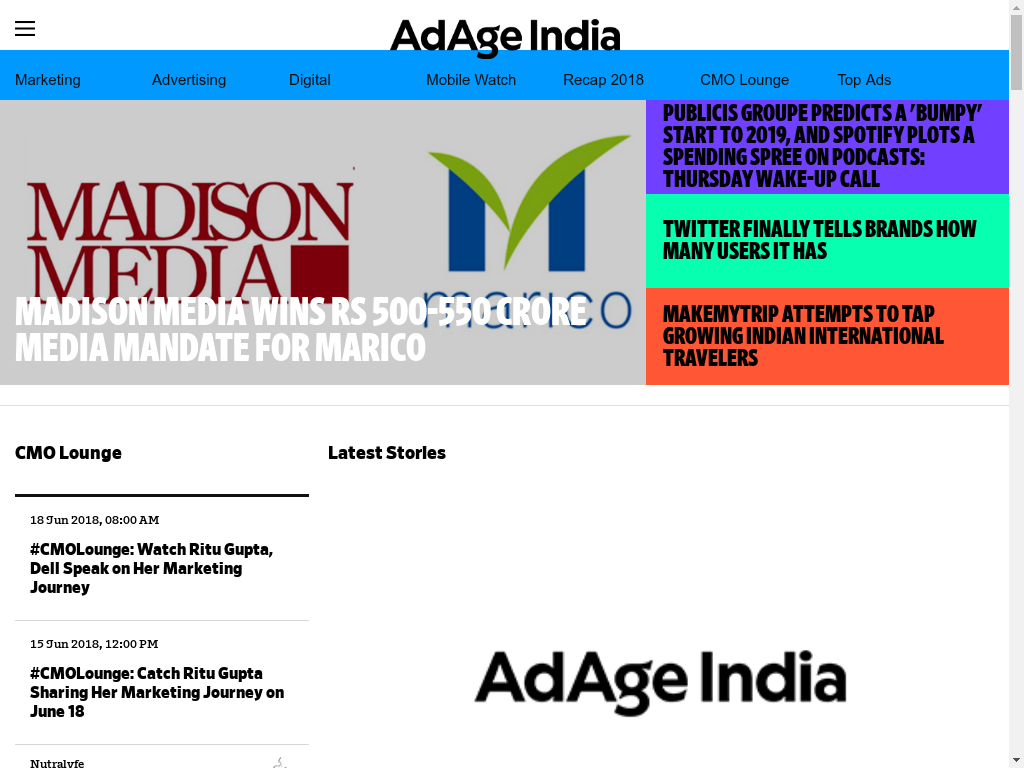 AdAge India
Marketing
Advertising
Digital
Mobile Watch
Recap 2018
CMO Lounge
Top Ads
MADISON
MEDIA
marico
MADISON MEDIA WINS RS 500-550 CRORE
MEDIA MANDATE FOR MARICO
PUBLICIS GROUPE PREDICTS A 'BUMPY'
START TO 2019, AND SPOTIFY PLOTS A
SPENDING SPREE ON PODCASTS:
THURSDAY WAKE-UP CALL
TWITTER FINALLY TELLS BRANDS HOW
MANY USERS IT HAS
MAKEMYTRIP ATTEMPTS TO TAP
GROWING INDIAN INTERNATIONAL
TRAVELERS
CMO Lounge
18 Jun 2018, 08:00 AM
#CMOLounge: Watch Ritu Gupta,
Dell Speak on Her Marketing
Journey
15 Jun 2018, 12:00 PM
#CMOLounge: Catch Ritu Gupta
Sharing Her Marketing Journey on
June 18
Nutralyfe
Latest Stories
AdAge India